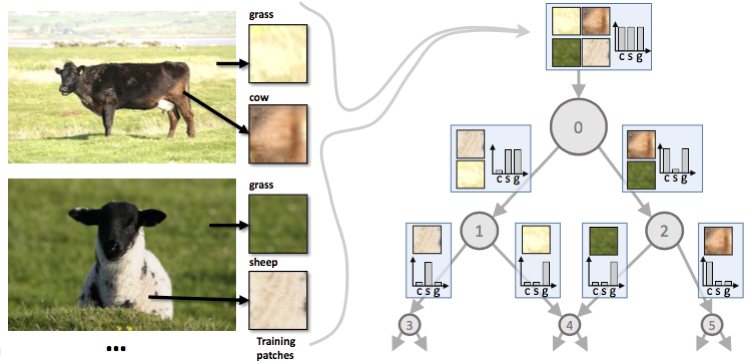 grass
cow
grass
sheep
Training
patches
...
c s g
0
c s g
c s g
1
2
c s g
c s g
c s g
c s g
3
4
5